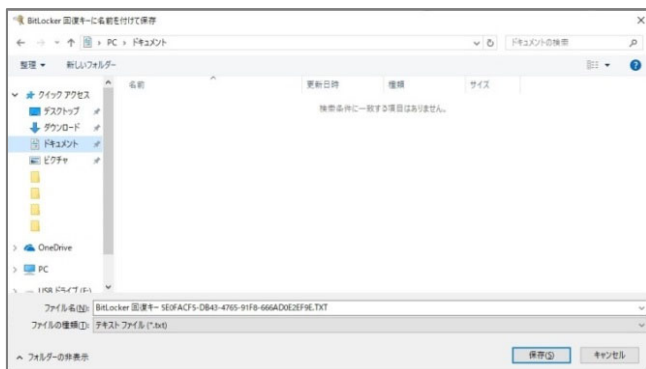 BitLocker 回復キーに名前を付けて保存
PC › ドキュメント
ドキュメントの検索
整理 新しいフォルダー
名前 更新日時 種類 サイズ
検索条件に一致する項目はありません。
クイック アクセス
デスクトップ
ダウンロード
ドキュメント
ピクチャ
OneDrive
PC
USB ドライブ (E:)
ファイル名(N): BitLocker 回復キー 5E0FACF5-DB43-4765-91F8-666AD0E2EF9E.TXT
ファイルの種類(T): テキスト ファイル (*.txt)
フォルダーの非表示 保存(S) キャンセル